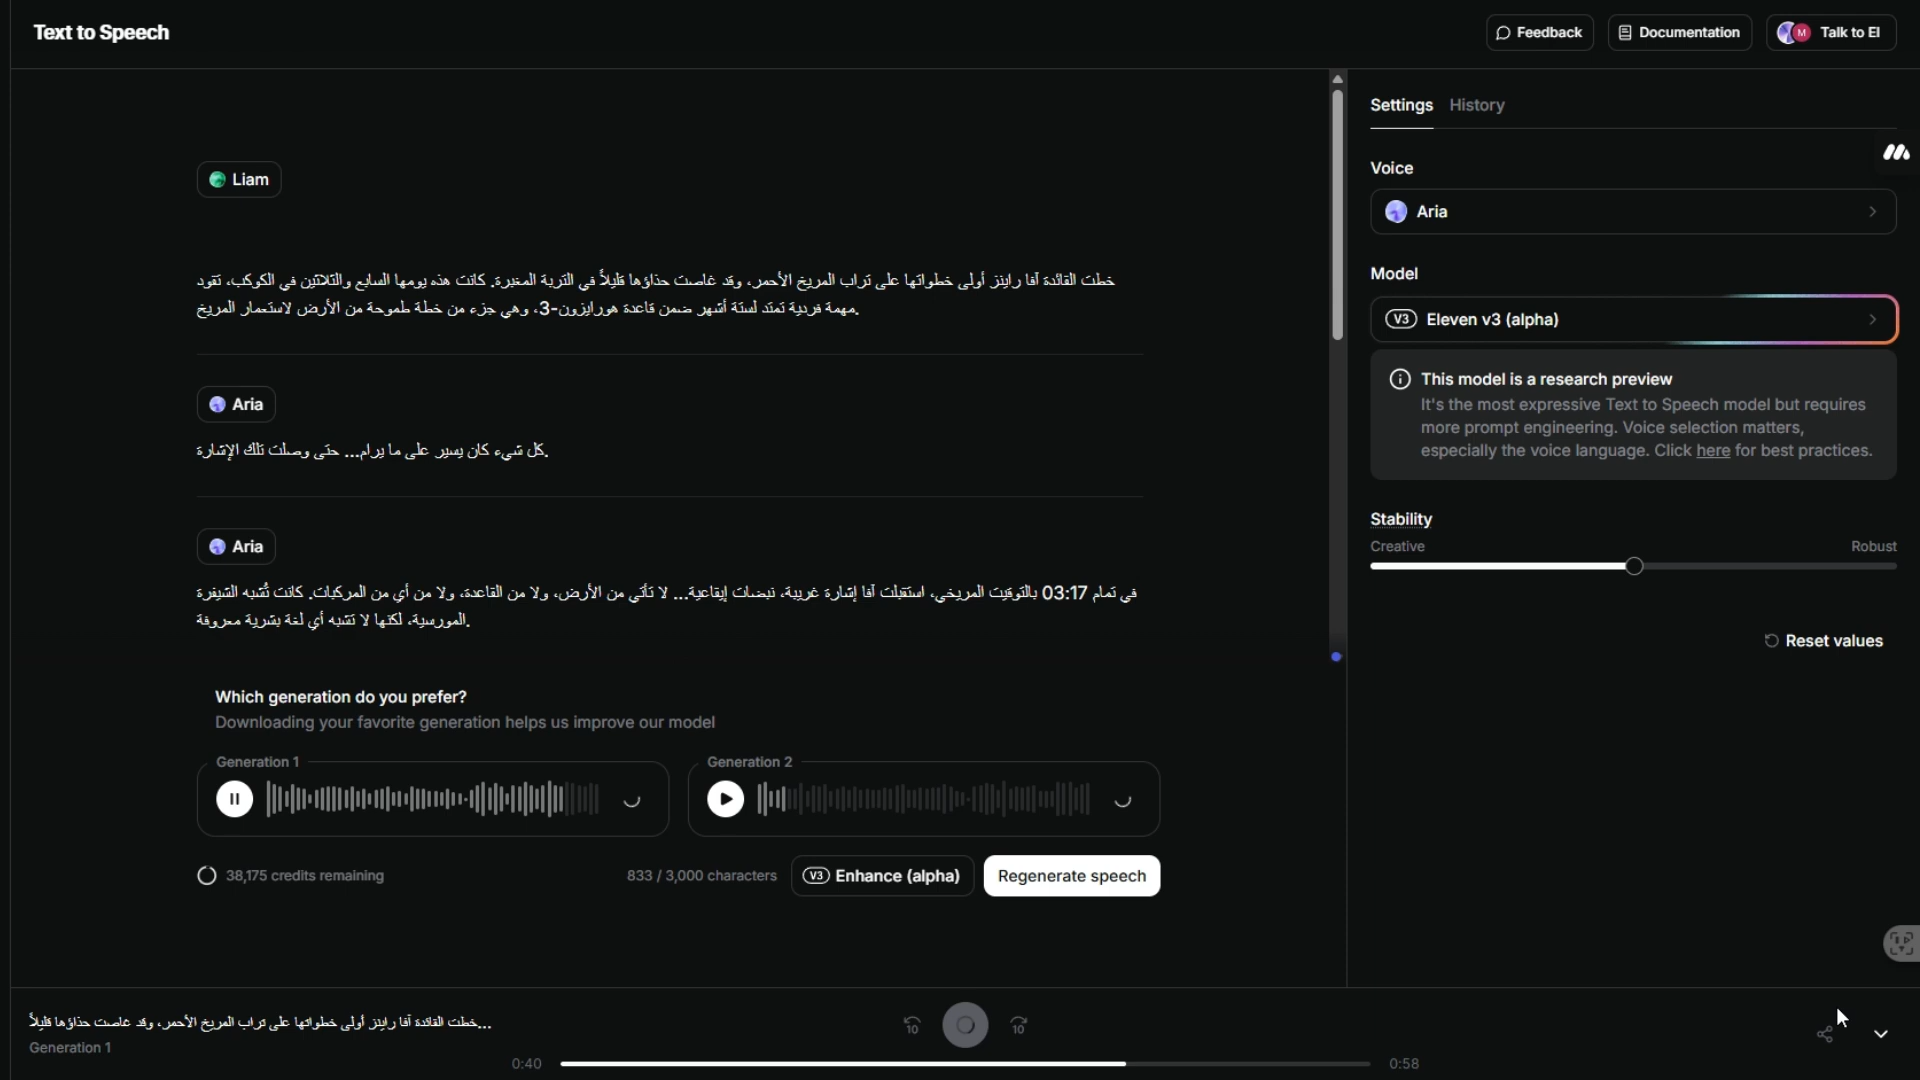 Text to Speech
Feedback
Documentation
M
Talk to El
Settings
History
Liam
خطت القائدة آفا راينز أولى خطواتها على تراب المريخ الأحمر، وقد غاصت حذاؤها قليلاً في التربة المغبرة. كانت هذه يومها السابع والثلاثين في الكوكب، تقود
مهمة فردية تمتد لستة أشهر ضمن قاعدة هورايزون-3، وهي جزء من خطة طموحة من الأرض لاستعمار المريخ.
Aria
كل شيء كان يسير على ما يرام... حتى وصلت تلك الإشارة.
Aria
في تمام 03:17 بالتوقيت المريخي، استقبلت آفا إشارة غريبة، نبضات إيقاعية... لا تأتي من الأرض، ولا من القاعدة، ولا من أي من المركبات. كانت تُشبه الشيفرة
المورسية، لكنها لا تشبه أي لغة بشرية معروفة.
Which generation do you prefer?
Downloading your favorite generation helps us improve our model
Generation 1
Generation 2
38,175 credits remaining
833 / 3,000 characters
V3 Enhance (alpha)
Regenerate speech
Voice
Aria
Model
V3 Eleven v3 (alpha)
This model is a research preview
It's the most expressive Text to Speech model but requires
more prompt engineering. Voice selection matters,
especially the voice language. Click here for best practices.
Stability
Creative
Robust
Reset values
خطت القائدة آفا راينز أولى خطواتها على تراب المريخ الأحمر، وقد غاصت حذاؤها قليلاً...
Generation 1
10
10
0:40
0:58